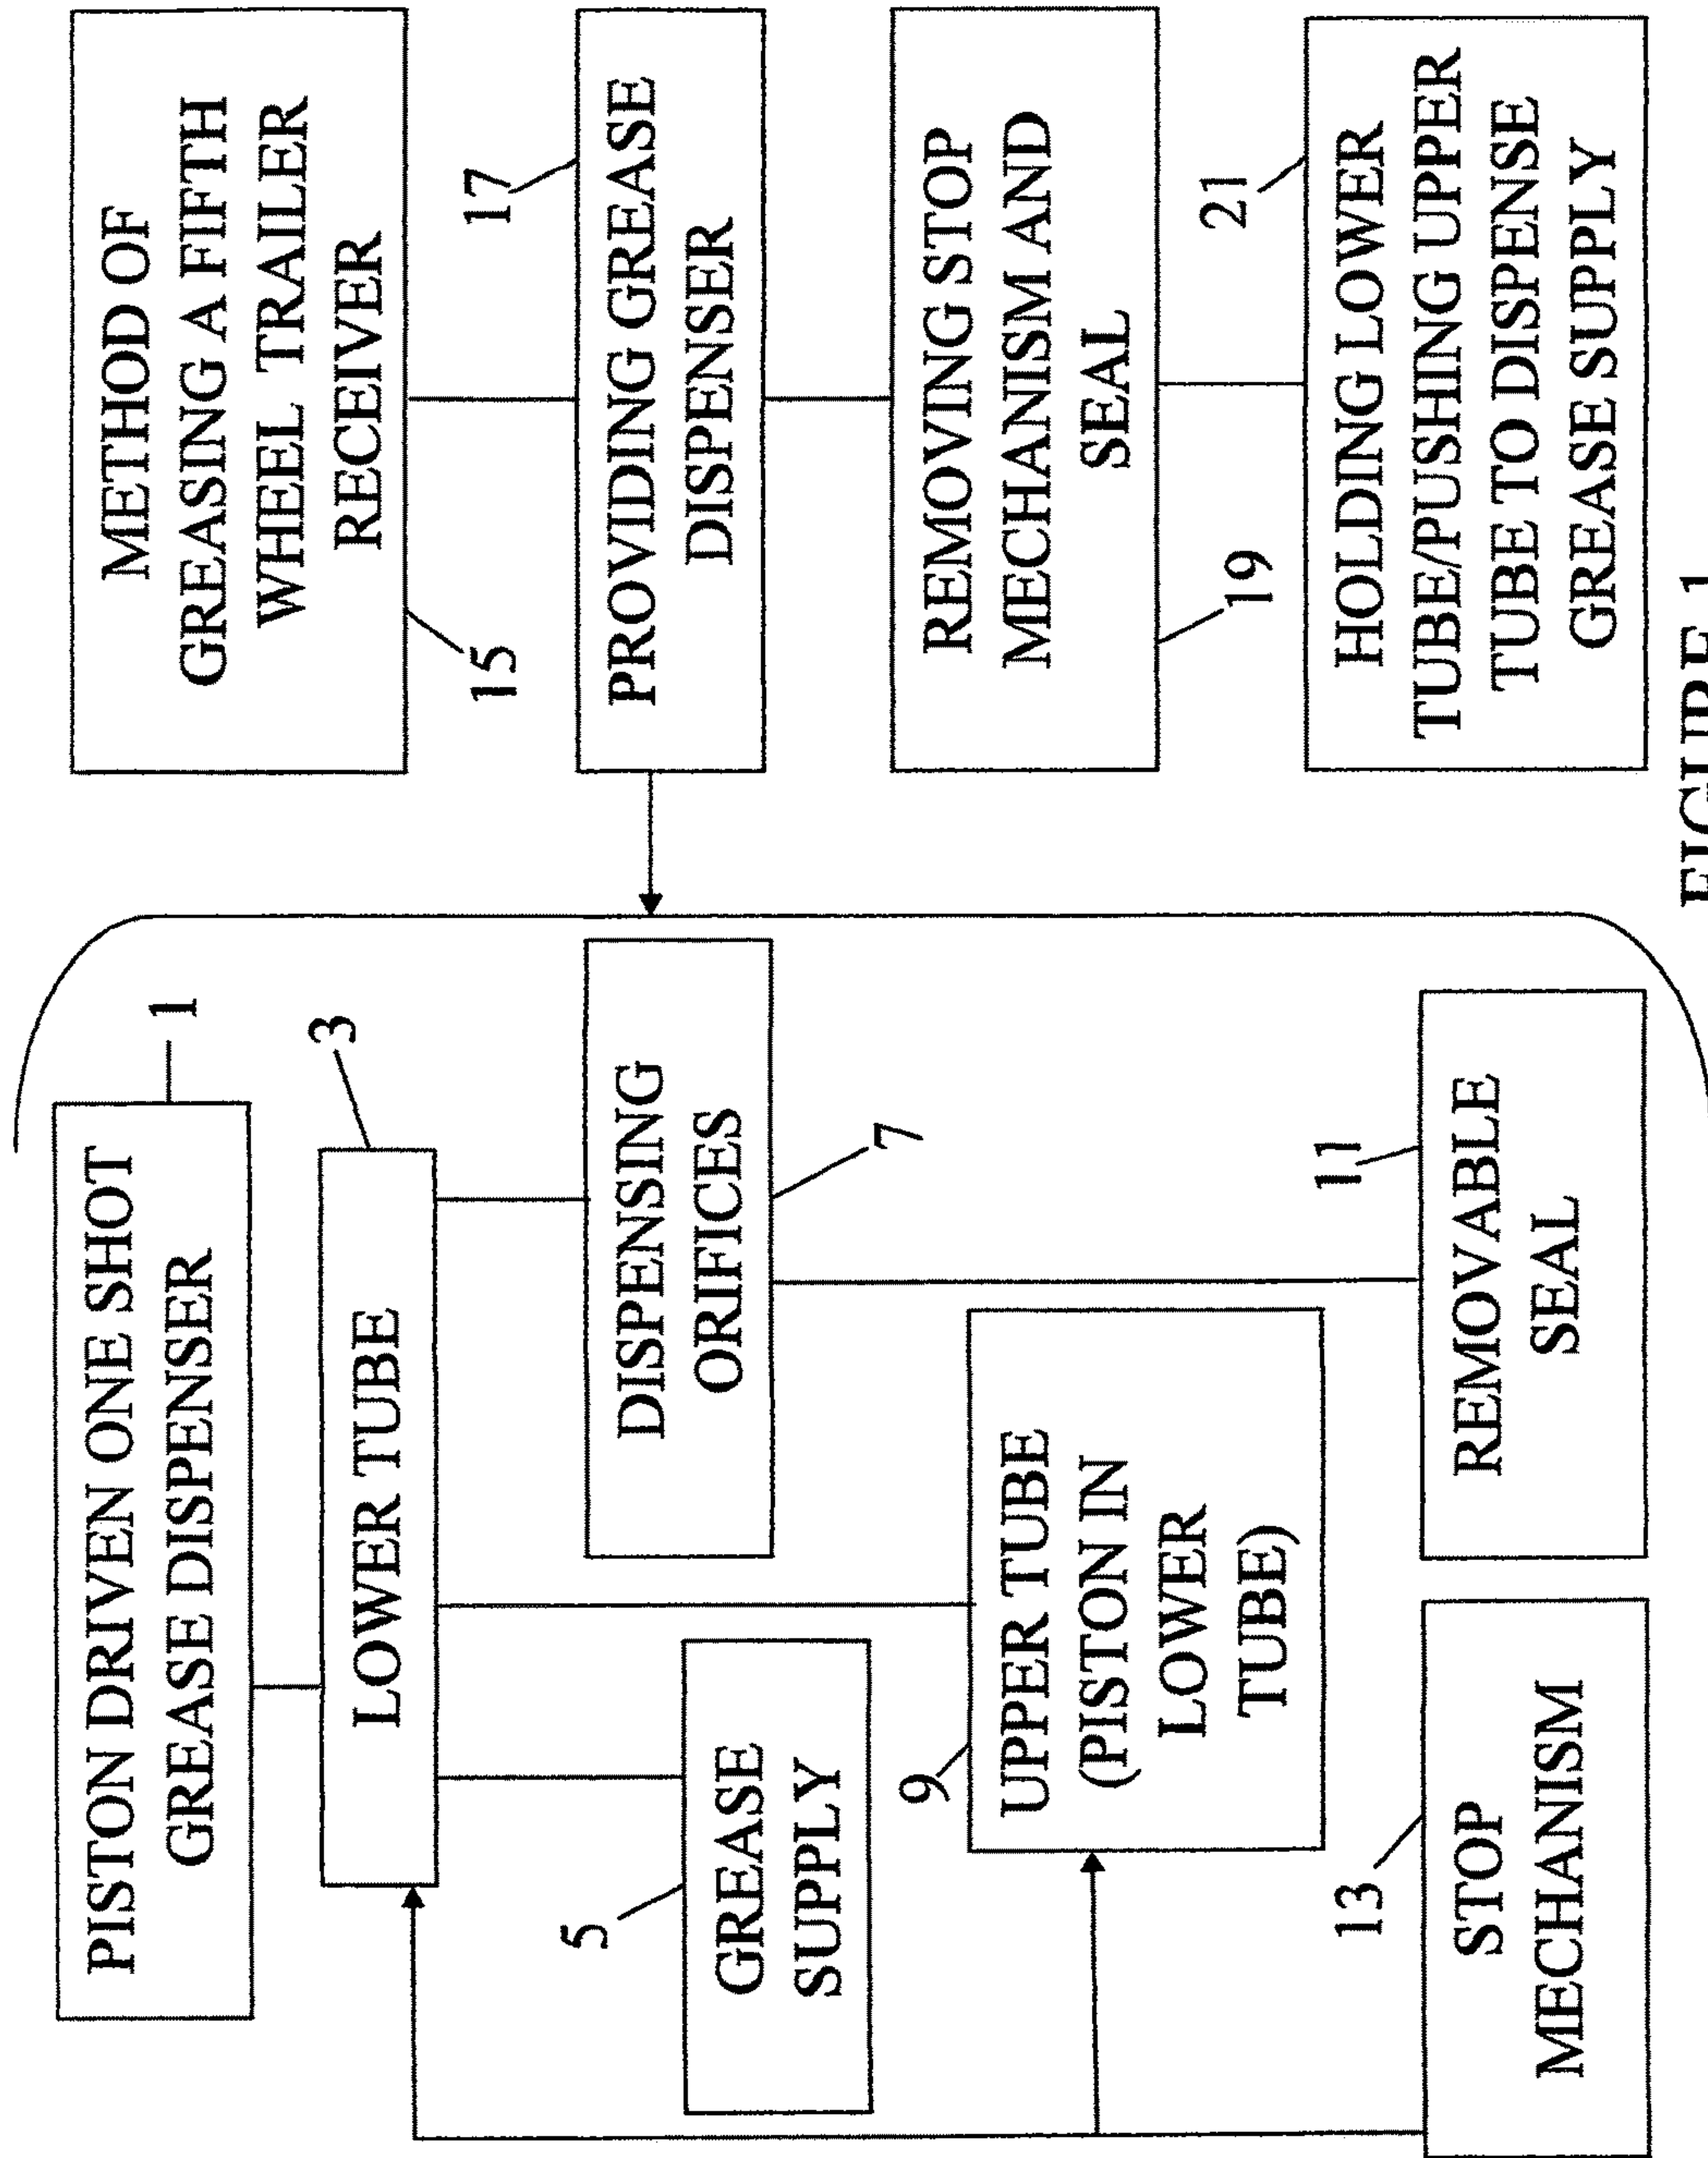 PISTON DRIVEN ONE SHOT
GREASE DISPENSER
1
LOWER TUBE
3
5
GREASE
SUPPLY
DISPENSING
ORIFICES
7
9
UPPER TUBE
(PISTON IN
LOWER
TUBE)
13
STOP
MECHANISM
11
REMOVABLE
SEAL
METHOD OF
GREASING A FIFTH
WHEEL TRAILER
RECEIVER
15
17
PROVIDING GREASE
DISPENSER
REMOVING STOP
MECHANISM AND
SEAL
19
21
HOLDING LOWER
TUBE/PUSHING UPPER
TUBE TO DISPENSE
GREASE SUPPLY
FIGURE 1